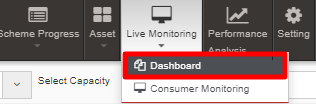 Scheme Progress
Asset
Live Monitoring
Performance
Analysis
Setting
Dashboard
Select Capacity
Consumer Monitoring